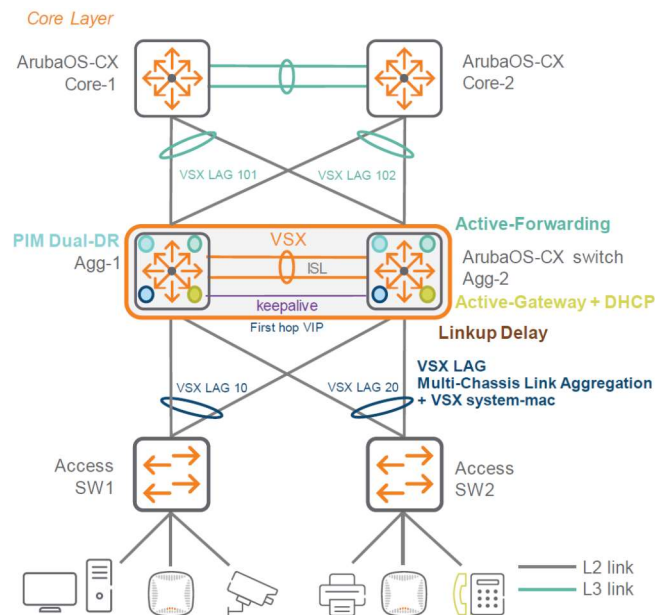 Core Layer
ArubaOS-CX
Core-1
ArubaOS-CX
Core-2
VSX LAG 101
VSX LAG 102
PIM Dual-DR
Agg-1
VSX
ISL
keepalive
First hop VIP
Active-Forwarding
ArubaOS-CX switch
Agg-2
Active-Gateway + DHCP
Linkup Delay
VSX LAG
Multi-Chassis Link Aggregation
+ VSX system-mac
VSX LAG 10
VSX LAG 20
Access
SW1
Access
SW2
L2 link
L3 link